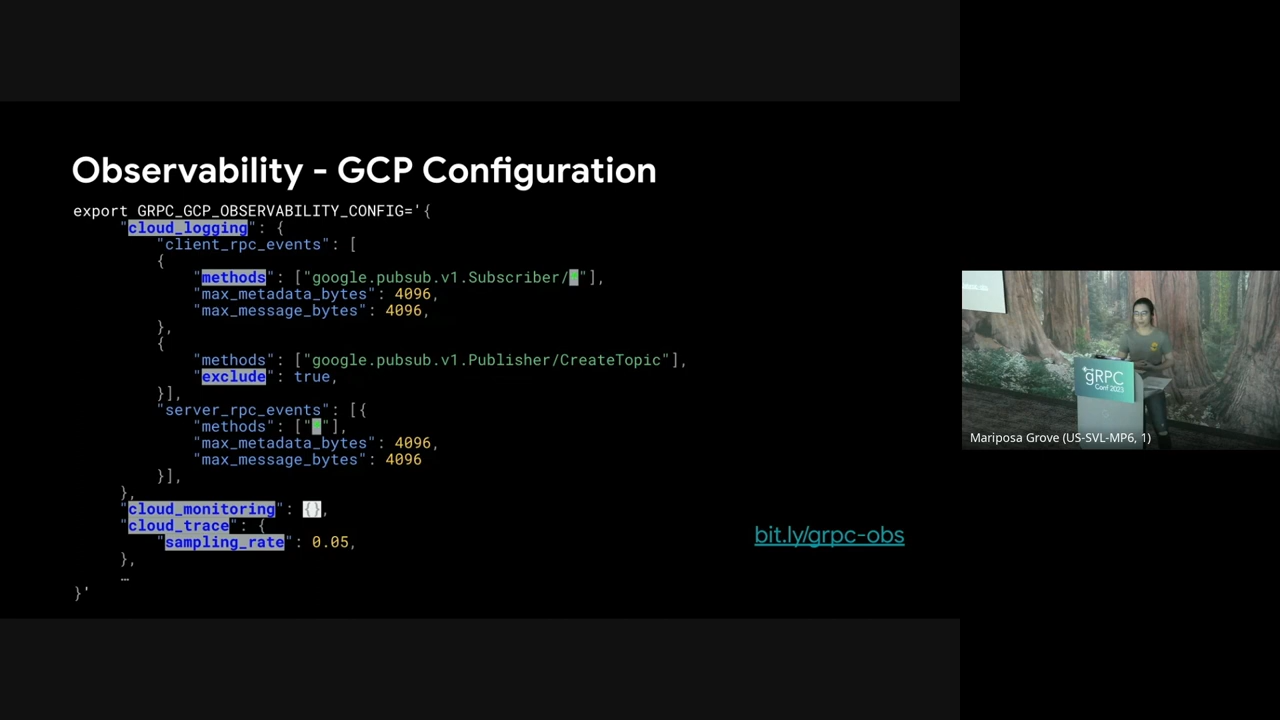 Observability - GCP Configuration
export GRPC_GCP_OBSERVABILITY_CONFIG='{
"cloud_logging": {
"client_rpc_events": [
{
"methods": ["google.pubsub.v1.Subscriber/*"],
"max_metadata_bytes": 4096,
"max_message_bytes": 4096,
},
{
"methods": ["google.pubsub.v1.Publisher/CreateTopic"],
"exclude": true,
}],
"server_rpc_events": [{
"methods": ["*"],
"max_metadata_bytes": 4096,
"max_message_bytes": 4096
}],
},
"cloud_monitoring": {},
"cloud_trace": {
"sampling_rate": 0.05,
},
…
}'
bit.ly/grpc-obs
gRPC
Conf 2023
Mariposa Grove (US-SVL-MP6, 1)